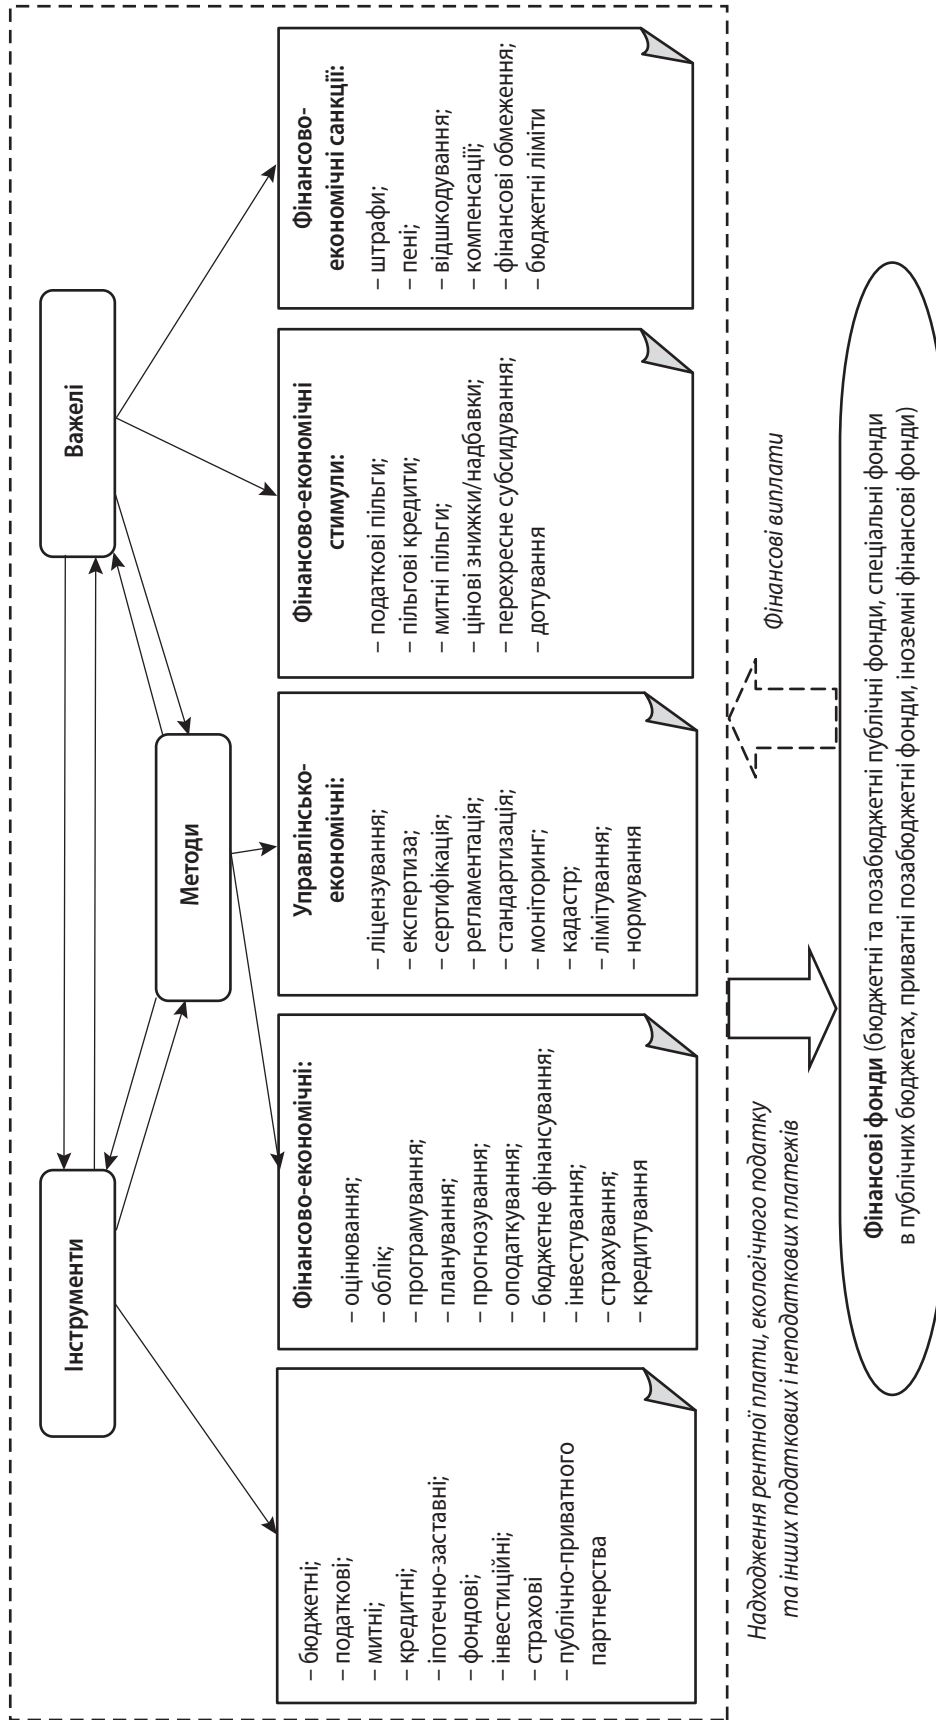 Інструменти
Методи
Важелі
– бюджетні;
– податкові;
– митні;
– кредитні;
– іпотечно-заставні;
– фондові;
– інвестиційні;
– страхові
– публічно-приватного
партнерства
Фінансово-економічні:
– оцінювання;
– облік;
– програмування;
– планування;
– прогнозування;
– оподаткування;
– бюджетне фінансування;
– інвестування;
– страхування;
– кредитування
Управлінсько-
економічні:
– ліцензування;
– експертиза;
– сертифікація;
– регламентація;
– стандартизація;
– моніторинг;
– кадастр;
– лімітування;
– нормування
Фінансово-економічні
стимули:
– податкові пільги;
– пільгові кредити;
– митні пільги;
– цінові знижки/надбавки;
– перехресне субсидування;
– дотування
Фінансово-
економічні санкції:
– штрафи;
– пені;
– відшкодування;
– компенсації;
– фінансові обмеження;
– бюджетні ліміти
Надходження рентної плати, екологічного податку
та інших податкових і неподаткових платежів
Фінансові виплати
Фінансові фонди (бюджетні та позабюджетні публічні фонди, спеціальні фонди
в публічних бюджетах, приватні позабюджетні фонди, іноземні фінансові фонди)